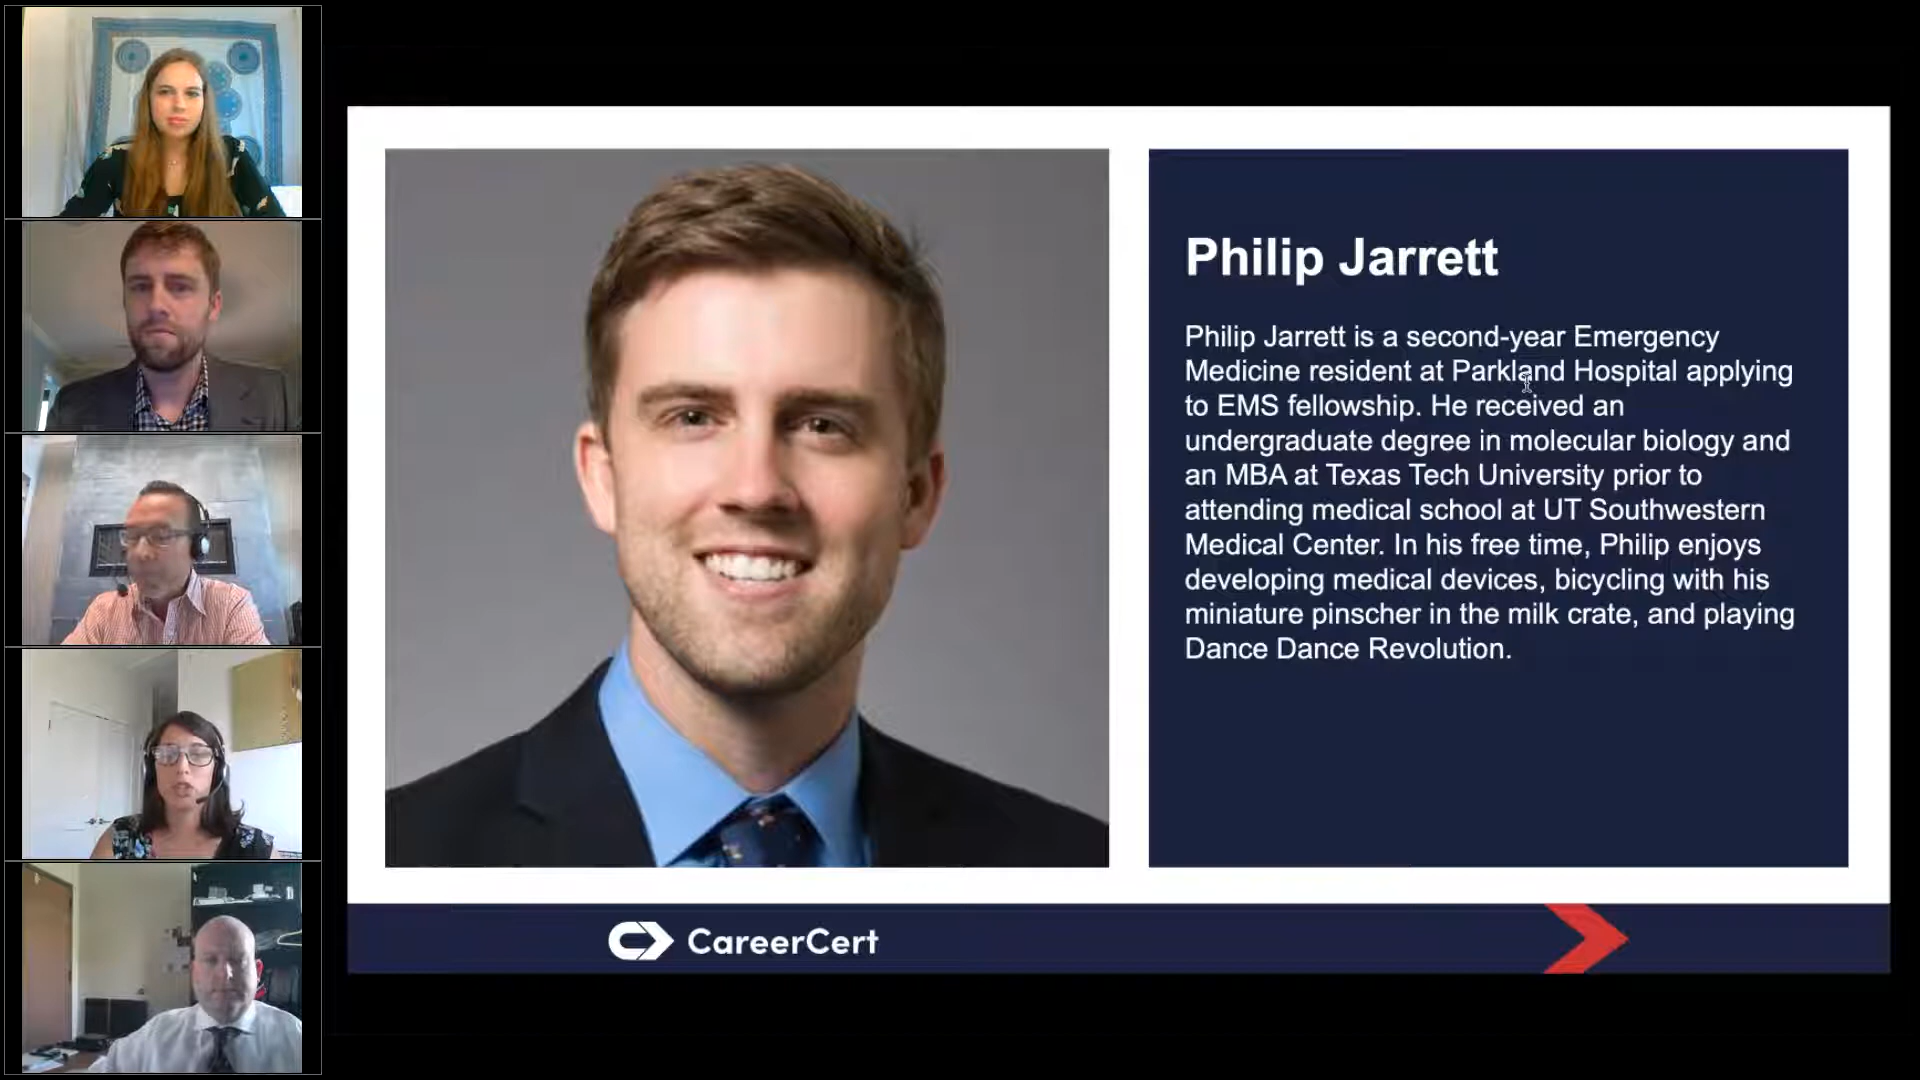 Philip Jarrett
Philip Jarrett is a second-year Emergency
Medicine resident at Parkland Hospital applying
to EMS fellowship. He received an
undergraduate degree in molecular biology and
an MBA at Texas Tech University prior to
attending medical school at UT Southwestern
Medical Center. In his free time, Philip enjoys
developing medical devices, bicycling with his
miniature pinscher in the milk crate, and playing
Dance Dance Revolution.
CareerCert